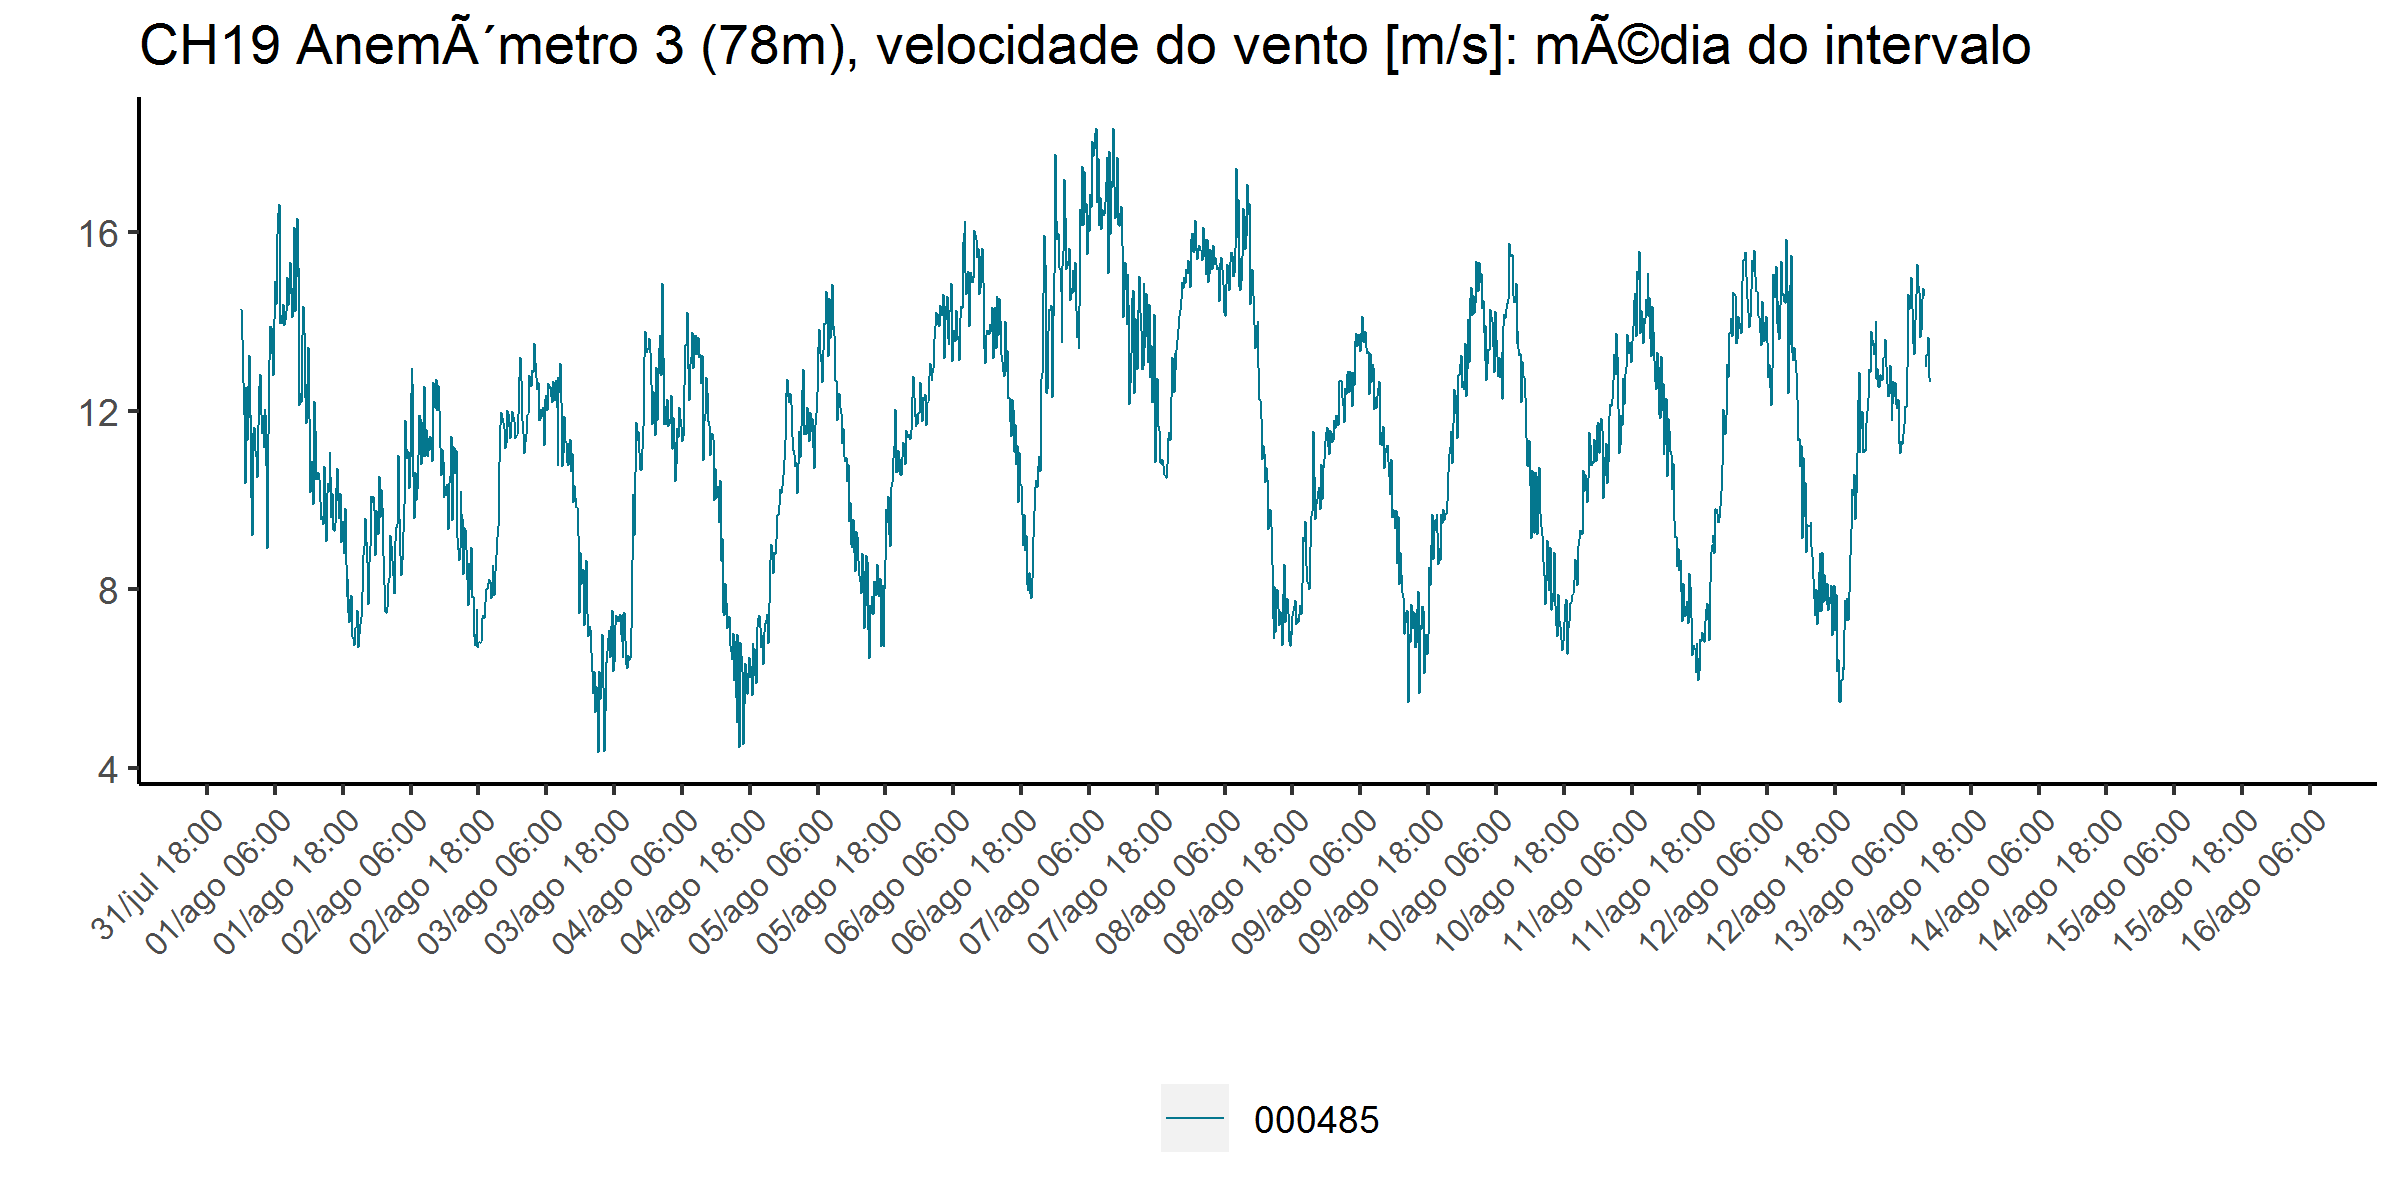 CH19 AnemÃ´metro 3 (78m), velocidade do vento [m/s]: mÃ©dia do intervalo
16
12
8
4
31/jul 18:00
01/ago 06:00
01/ago 18:00
02/ago 06:00
02/ago 18:00
03/ago 06:00
03/ago 18:00
04/ago 06:00
04/ago 18:00
05/ago 06:00
05/ago 18:00
06/ago 06:00
06/ago 18:00
07/ago 06:00
07/ago 18:00
08/ago 06:00
08/ago 18:00
09/ago 06:00
09/ago 18:00
10/ago 06:00
10/ago 18:00
11/ago 06:00
11/ago 18:00
12/ago 06:00
12/ago 18:00
13/ago 06:00
13/ago 18:00
14/ago 06:00
14/ago 18:00
15/ago 06:00
15/ago 18:00
16/ago 06:00
000485